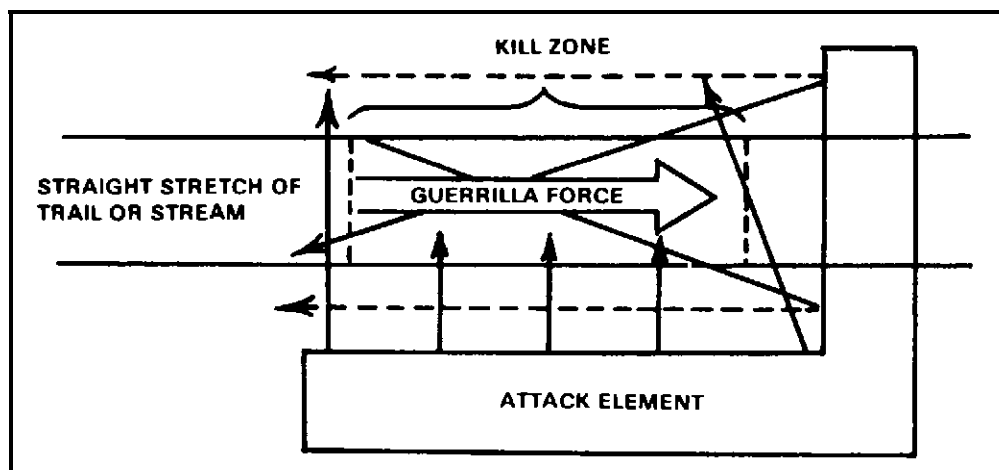 KILL ZONE
STRAIGHT STRETCH OF
TRAIL OR STREAM
GUERRILLA FORCE
ATTACK ELEMENT